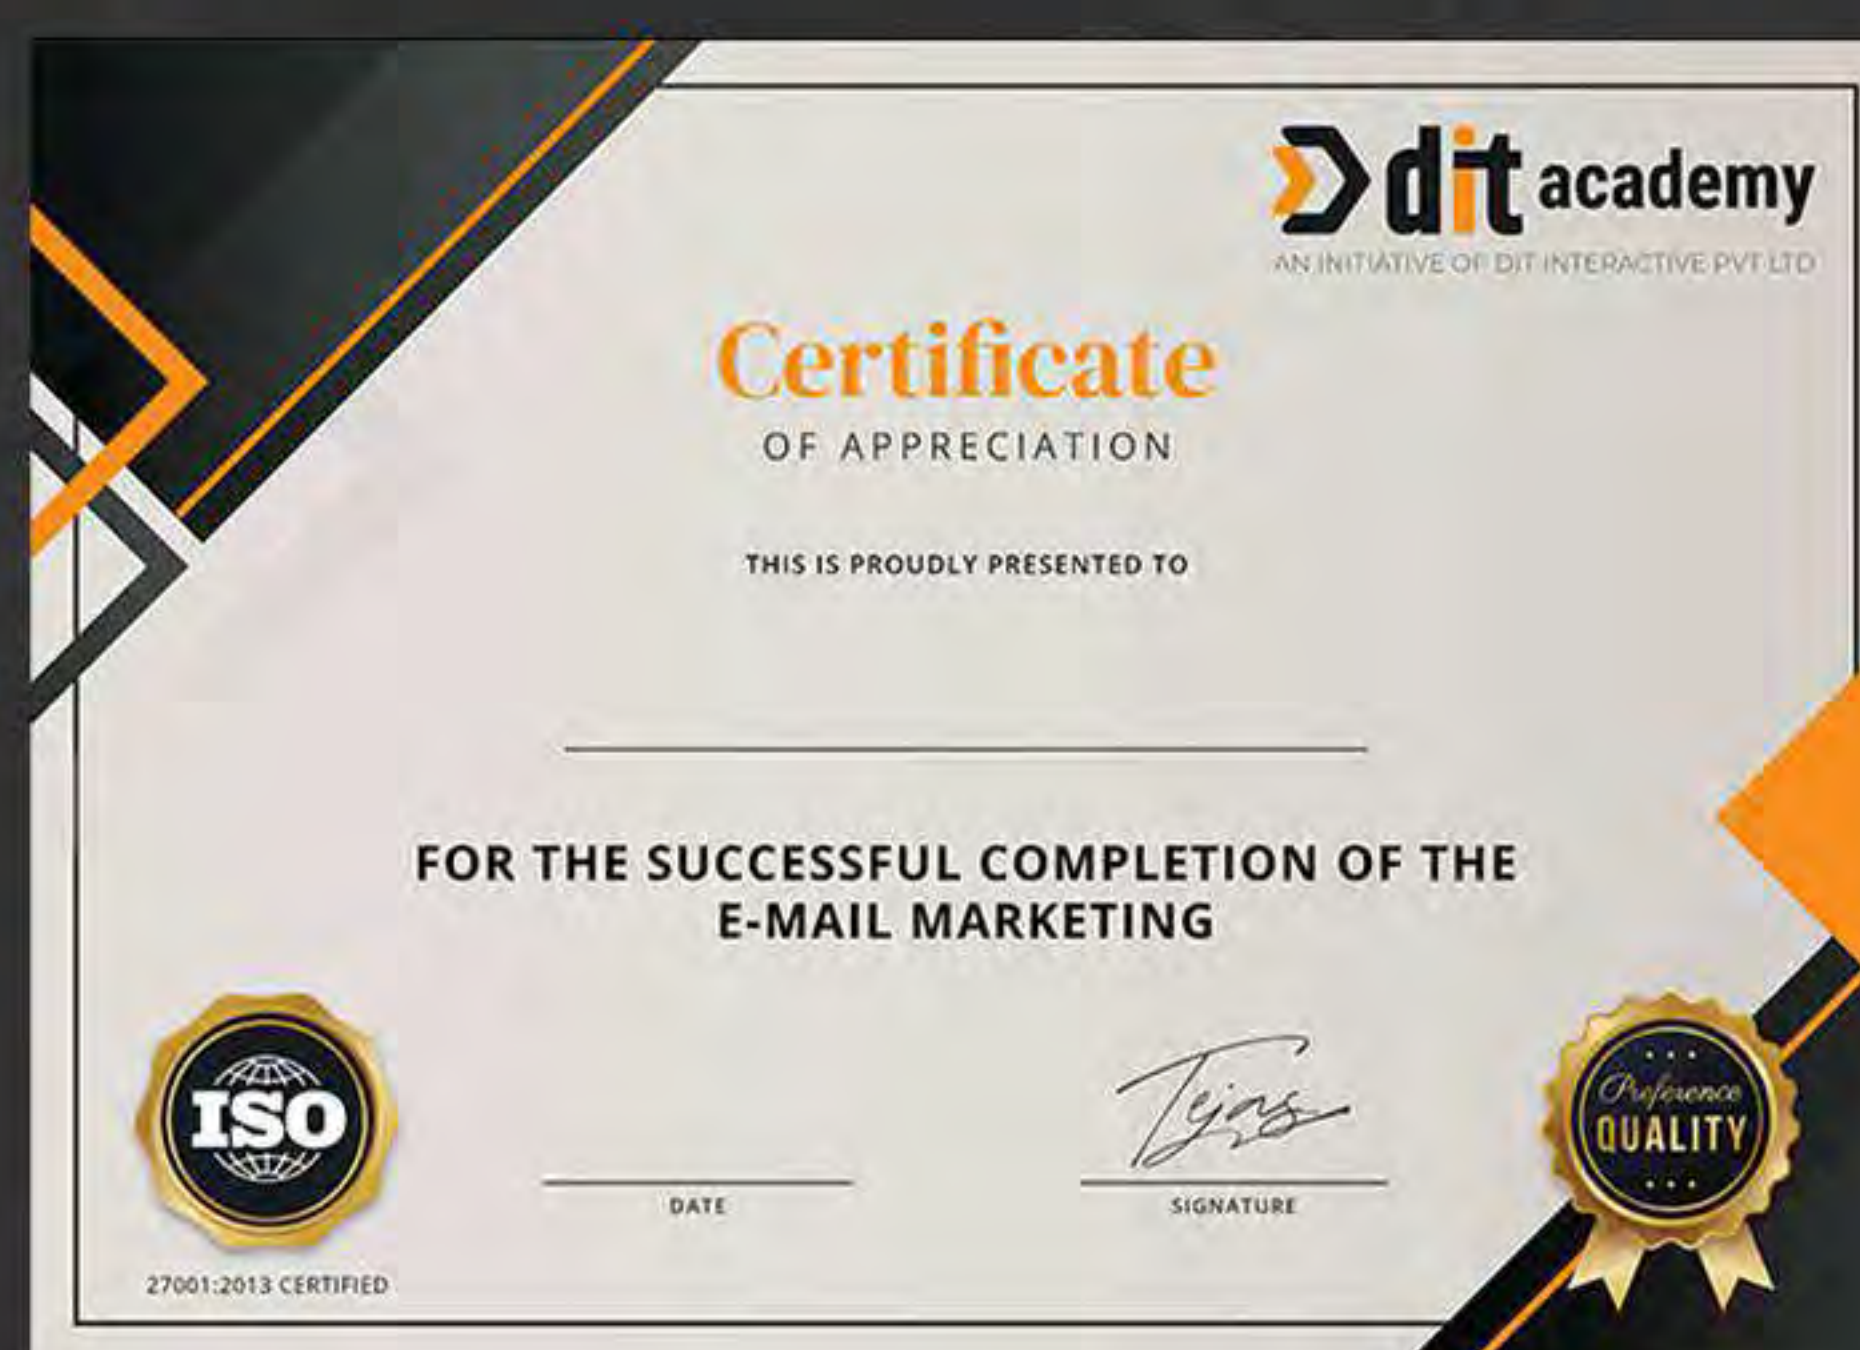 dit academy
AN INITIATIVE OF DIT INTERACTIVE PVT LTD
Certificate
OF APPRECIATION
THIS IS PROUDLY PRESENTED TO
FOR THE SUCCESSFUL COMPLETION OF THE
E-MAIL MARKETING
ISO
27001:2013 CERTIFIED
DATE
Tejas
SIGNATURE
Preference
QUALITY